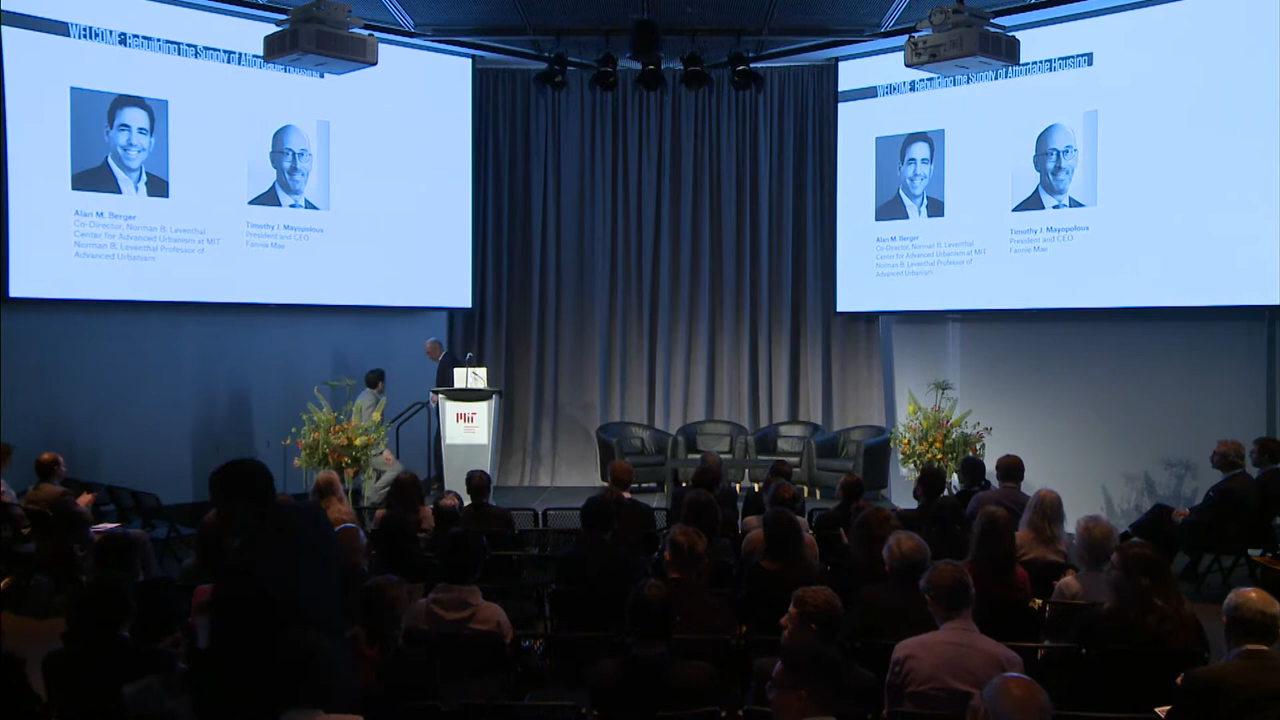 WELCOME: Rebuilding the Supply of Affordable Housing
Alan M. Berger
Co-Director, Norman B. Leventhal
Center for Advanced Urbanism at MIT
Norman B. Leventhal Professor of
Advanced Urbanism
Timothy J. Mayopolous
President and CEO
Fannie Mae
WELCOME: Rebuilding the Supply of Affordable Housing
Alan M. Berger
Co-Director, Norman B. Leventhal
Center for Advanced Urbanism at MIT
Norman B. Leventhal Professor of
Advanced Urbanism
Timothy J. Mayopolous
President and CEO
Fannie Mae
MIT